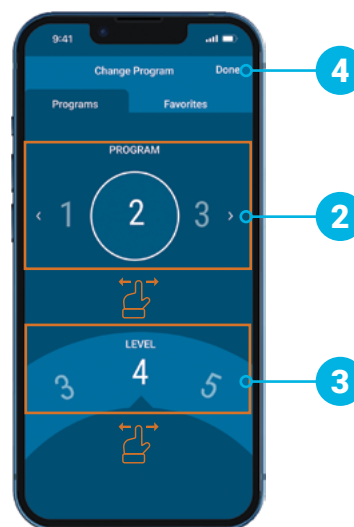 9:41
Change Program Done
4
Programs Favorites
PROGRAM
‹ 1 2 3 ›
2
LEVEL
3 4 5
3